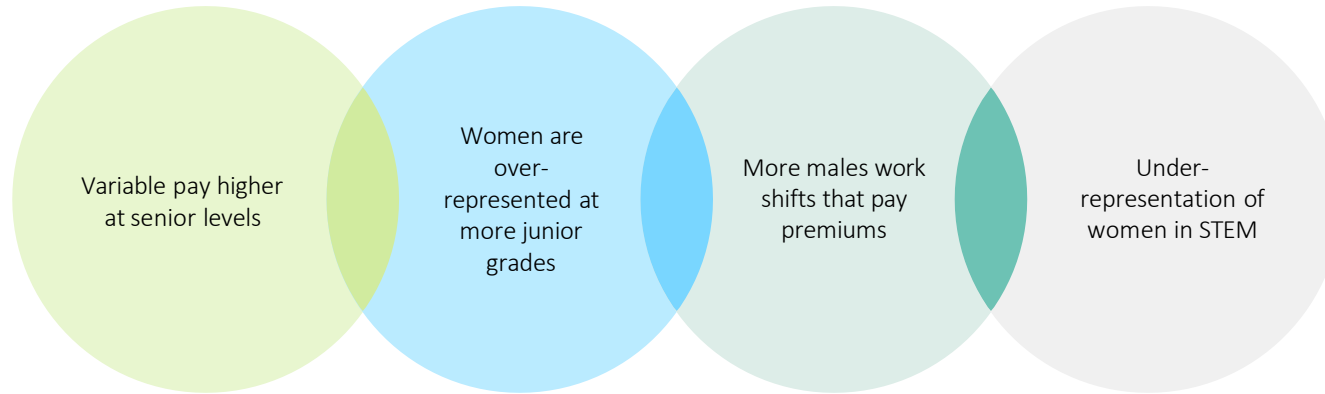 Variable pay higher
at senior levels
Women are
over-
represented at
more junior
grades
More males work
shifts that pay
premiums
Under-
representation of
women in STEM